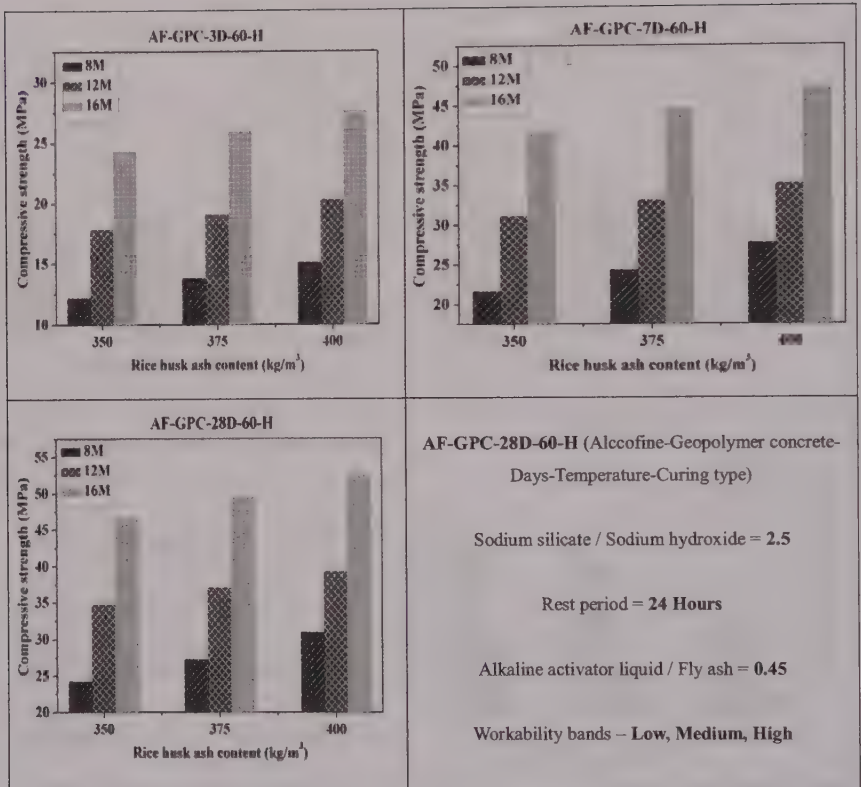 AF-GPC-3D-60-H
8M
12M
16M
Compressive strength (MPa)
30
25
20
15
10
350 375 400
Rice husk ash content (kg/m³)
AF-GPC-7D-60-H
8M
12M
16M
Compressive strength (MPa)
50
45
40
35
30
25
20
350 375 400
Rice husk ash content (kg/m³)
AF-GPC-28D-60-H
8M
12M
16M
Compressive strength (MPa)
55
50
45
40
35
30
25
20
350 375 400
Rice husk ash content (kg/m³)
AF-GPC-28D-60-H (Alccofine-Geopolymer concrete-
Days-Temperature-Curing type)
Sodium silicate / Sodium hydroxide = 2.5
Rest period = 24 Hours
Alkaline activator liquid / Fly ash = 0.45
Workability bands – Low, Medium, High